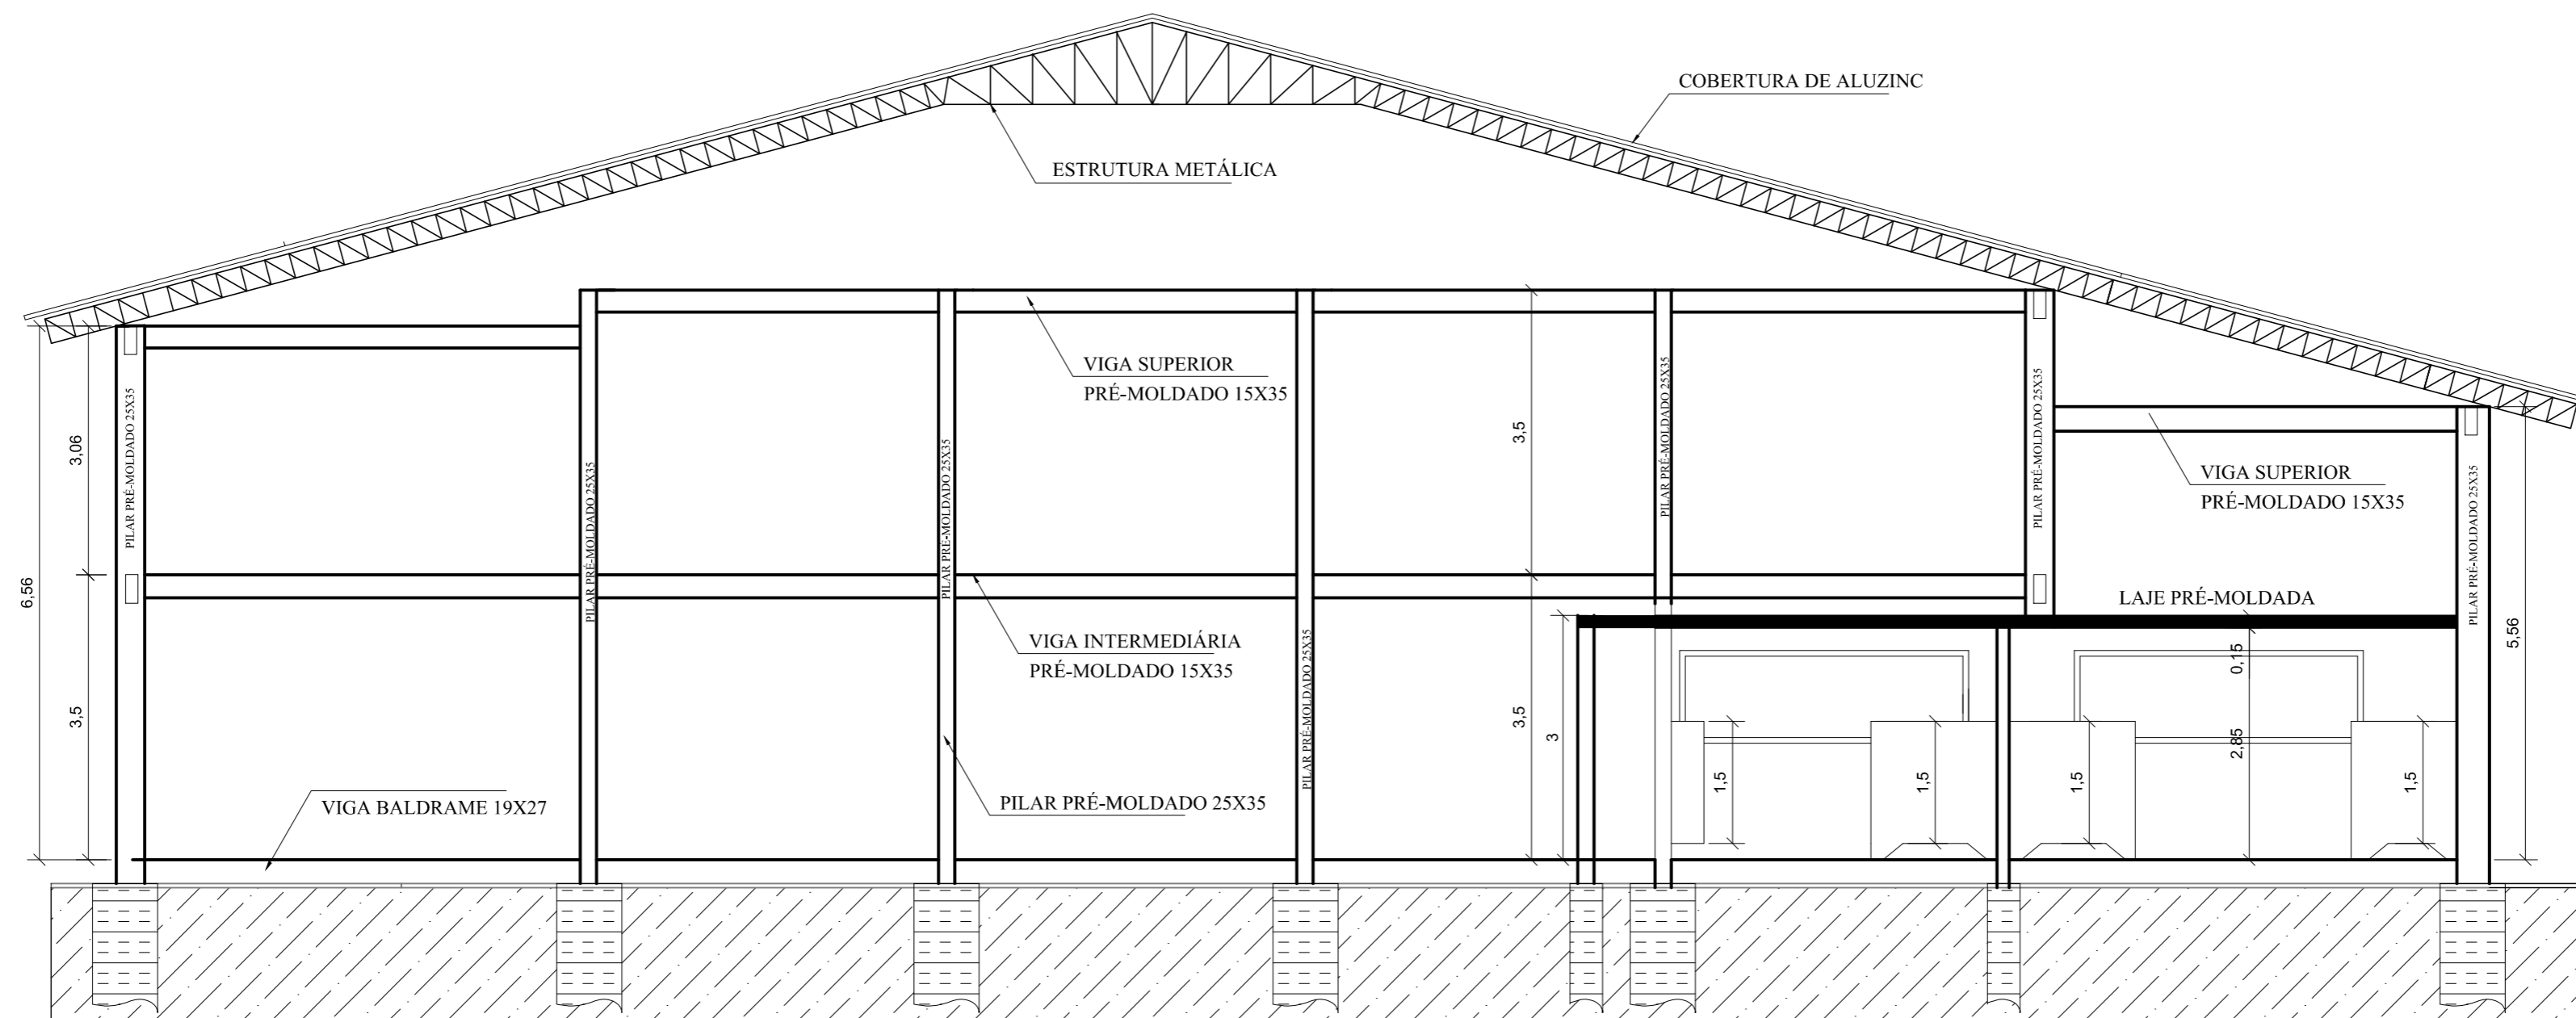 COBERTURA DE ALUZINC
ESTRUTURA METÁLICA
VIGA SUPERIOR
PRÉ-MOLDADO 15X35
VIGA SUPERIOR
PRÉ-MOLDADO 15X35
LAJE PRÉ-MOLDADA
VIGA INTERMEDIÁRIA
PRÉ-MOLDADO 15X35
VIGA BALDRAME 19X27
PILAR PRÉ-MOLDADO 25X35
PILAR PRÉ-MOLDADO 25X35
PILAR PRÉ-MOLDADO 25X35
PILAR PRÉ-MOLDADO 25X35
PILAR PRÉ-MOLDADO 25X35
PILAR PRÉ-MOLDADO 25X35
PILAR PRÉ-MOLDADO 25X35
PILAR PRÉ-MOLDADO 25X35
6,56
3,06
3,5
3,5
3,5
3
1,5
1,5
1,5
0,15
2,85
1,5
5,56